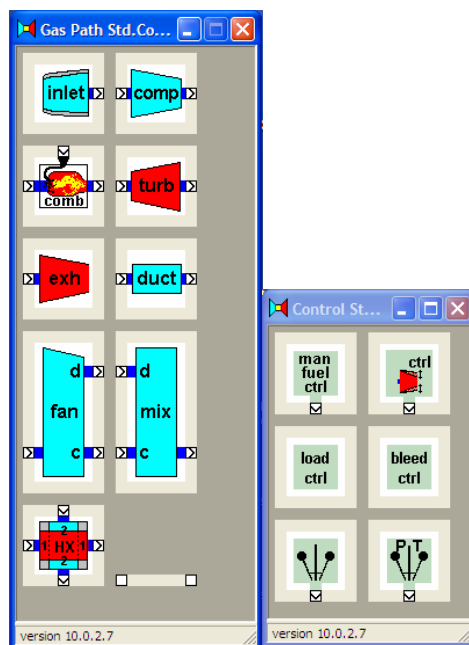 Gas Path Std.Co...
inlet
comp
comb
turb
exh
duct
d
fan
c
d
mix
c
2
1 HX 1
2
version 10.0.2.7
Control St...
man
fuel
ctrl
ctrl
load
ctrl
bleed
ctrl
P T
version 10.0.2.7